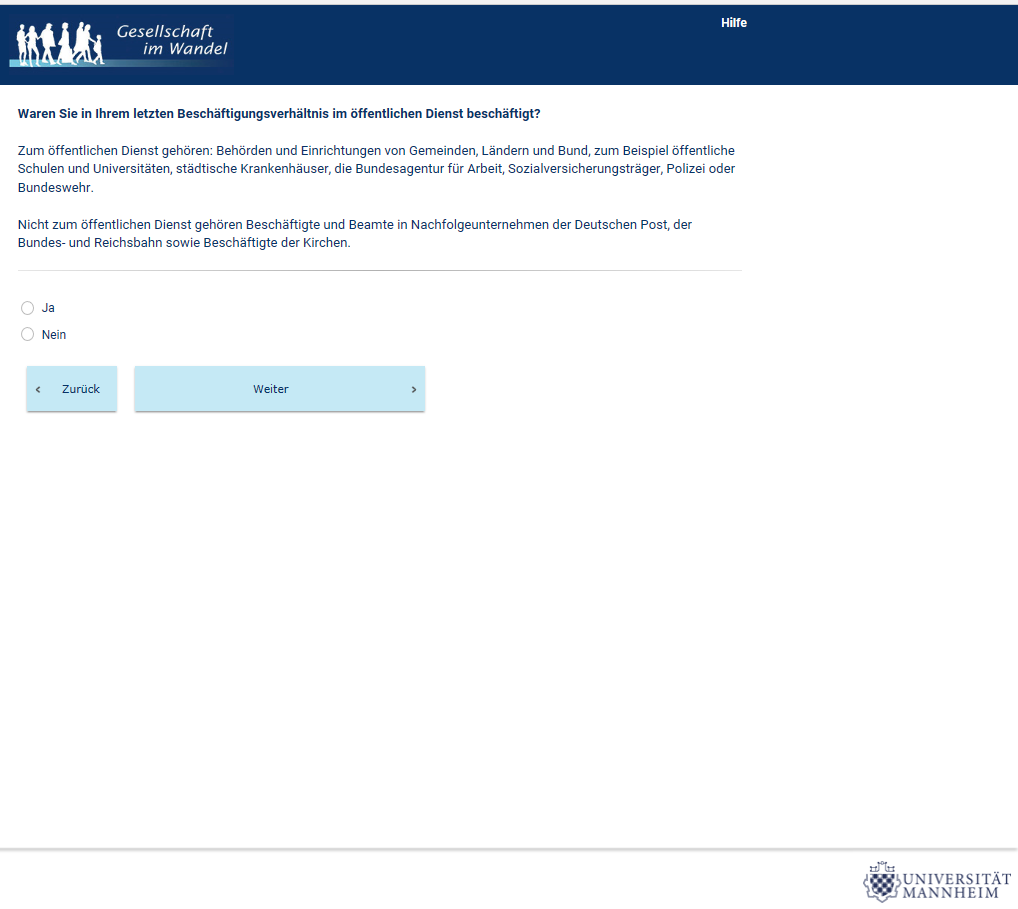 Gesellschaft
im Wandel
Hilfe
Waren Sie in Ihrem letzten Beschäftigungsverhältnis im öffentlichen Dienst beschäftigt?
Zum öffentlichen Dienst gehören: Behörden und Einrichtungen von Gemeinden, Ländern und Bund, zum Beispiel öffentliche
Schulen und Universitäten, städtische Krankenhäuser, die Bundesagentur für Arbeit, Sozialversicherungsträger, Polizei oder
Bundeswehr.
Nicht zum öffentlichen Dienst gehören Beschäftigte und Beamte in Nachfolgeunternehmen der Deutschen Post, der
Bundes- und Reichsbahn sowie Beschäftigte der Kirchen.
Ja
Nein
‹ Zurück
Weiter ›
UNIVERSITÄT
MANNHEIM